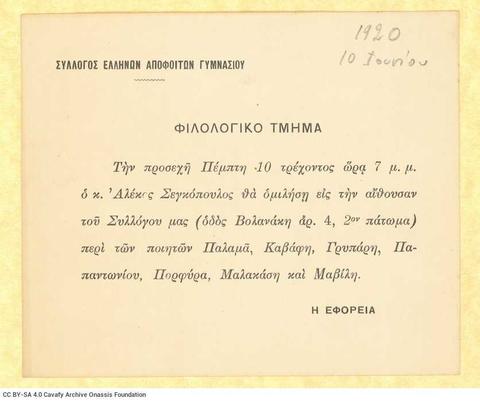 1920
10 Ιουνίου
ΣΥΛΛΟΓΟΣ ΕΛΛΗΝΩΝ ΑΠΟΦΟΙΤΩΝ ΓΥΜΝΑΣΙΟΥ
ΦΙΛΟΛΟΓΙΚΟ ΤΜΗΜΑ
Τὴν προσεχῆ Πέμπτη 10 τρέχοντος ὥρᾳ 7 μ. μ.
ὁ κ. Ἀλέκος Σεγκόπουλος θὰ ὁμιλήσῃ εἰς τὴν αἴθουσαν
τοῦ Συλλόγου μας (ὁδὸς Βολανάκη ἀρ. 4, 2ον πάτωμα)
περὶ τῶν ποιητῶν Παλαμᾶ, Καβάφη, Γρυπάρη, Πα-
παντωνίου, Πορφύρα, Μαλακάση καὶ Μαβίλη.
Η ΕΦΟΡΕΙΑ
CC BY-SA 4.0 Cavafy Archive Onassis Foundation